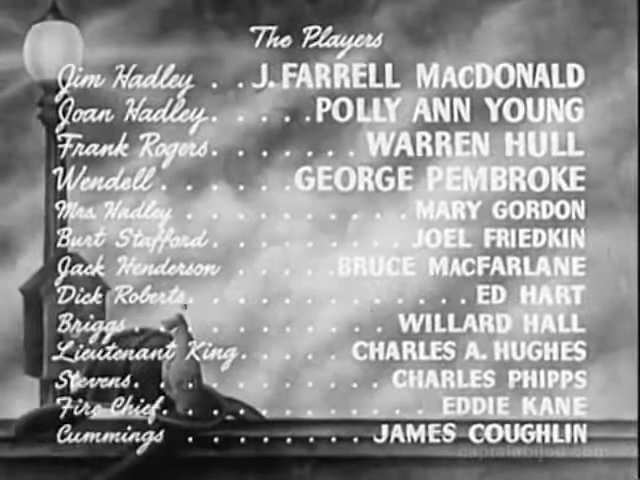 The Players
Jim Hadley . . J. FARRELL MACDONALD
Joan Hadley. . . . . . POLLY ANN YOUNG
Frank Rogers. . . . . . . WARREN HULL
Wendell . . . . . . GEORGE PEMBROKE
Mrs. Hadley . . . . . . . . . . MARY GORDON
Burt Stafford. . . . . . . . . JOEL FRIEDKIN
Jack Henderson . . . . . BRUCE MACFARLANE
Dick Roberts. . . . . . . . . . . . . ED HART
Briggs. . . . . . . . . . . . WILLARD HALL
Lieutenant King. . . . . CHARLES A. HUGHES
Stevens. . . . . . . . . . . CHARLES PHIPPS
Fire Chief. . . . . . . . . . . . EDDIE KANE
Cummings . . . . . . . . . JAMES COUGHLIN
captainbijou.com